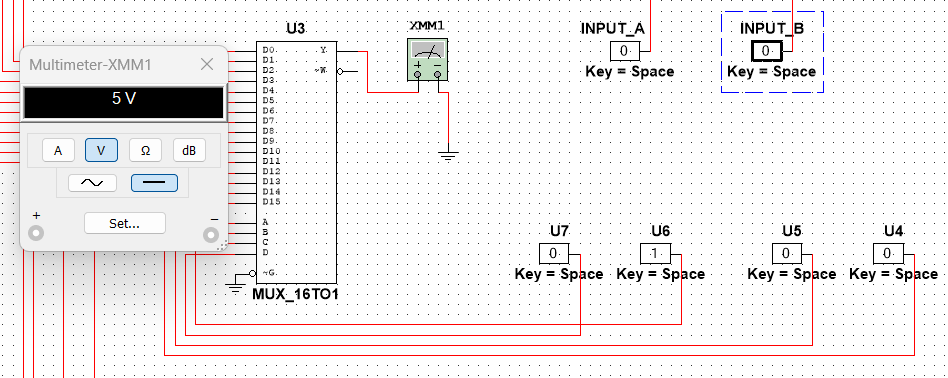 U3
XMM1
INPUT_A
INPUT_B
0
0
Key = Space
Key = Space
Multimeter-XMM1
5 V
A
V
Ω
dB
Set...
+
–
D0
D1
D2
D3
D4
D5
D6
D7
D8
D9
D10
D11
D12
D13
D14
D15
A
B
C
D
~G
Y
~W
+ –
MUX_16TO1
U7
U6
U5
U4
0
1
0
0
Key = Space
Key = Space
Key = Space
Key = Space